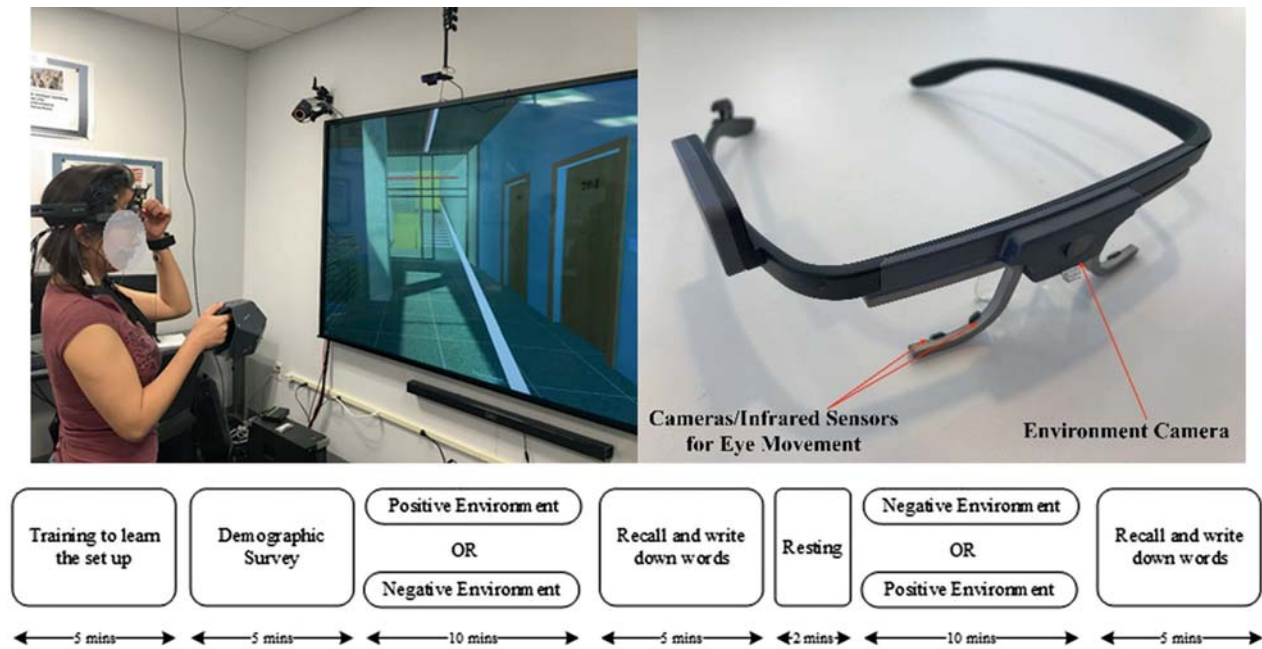 Cameras/Infrared Sensors
for Eye Movement
Environment Camera
Training to learn
the set up
Demographic
Survey
Positive Environment
OR
Negative Environment
Recall and write
down words
Resting
Negative Environment
OR
Positive Environment
Recall and write
down words
5 mins
5 mins
10 mins
5 mins
2 mins
10 mins
5 mins